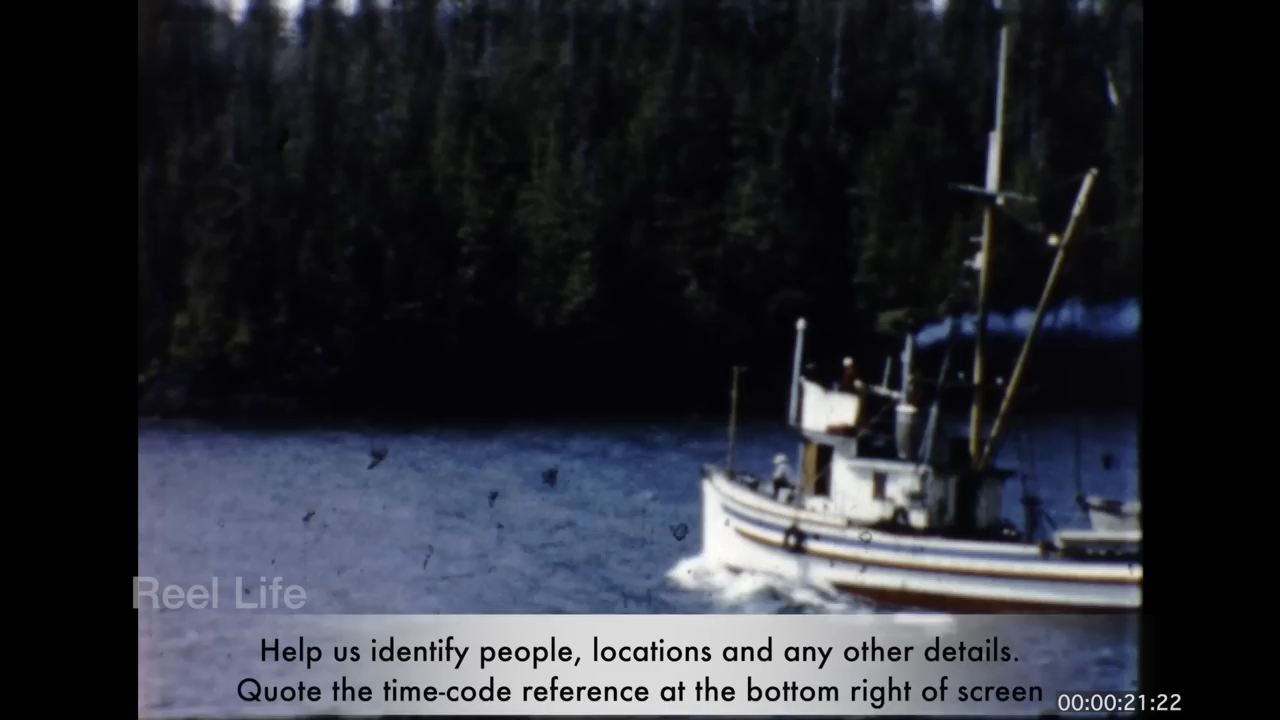 Reel Life
Help us identify people, locations and any other details.
Quote the time-code reference at the bottom right of screen
00:00:21:22